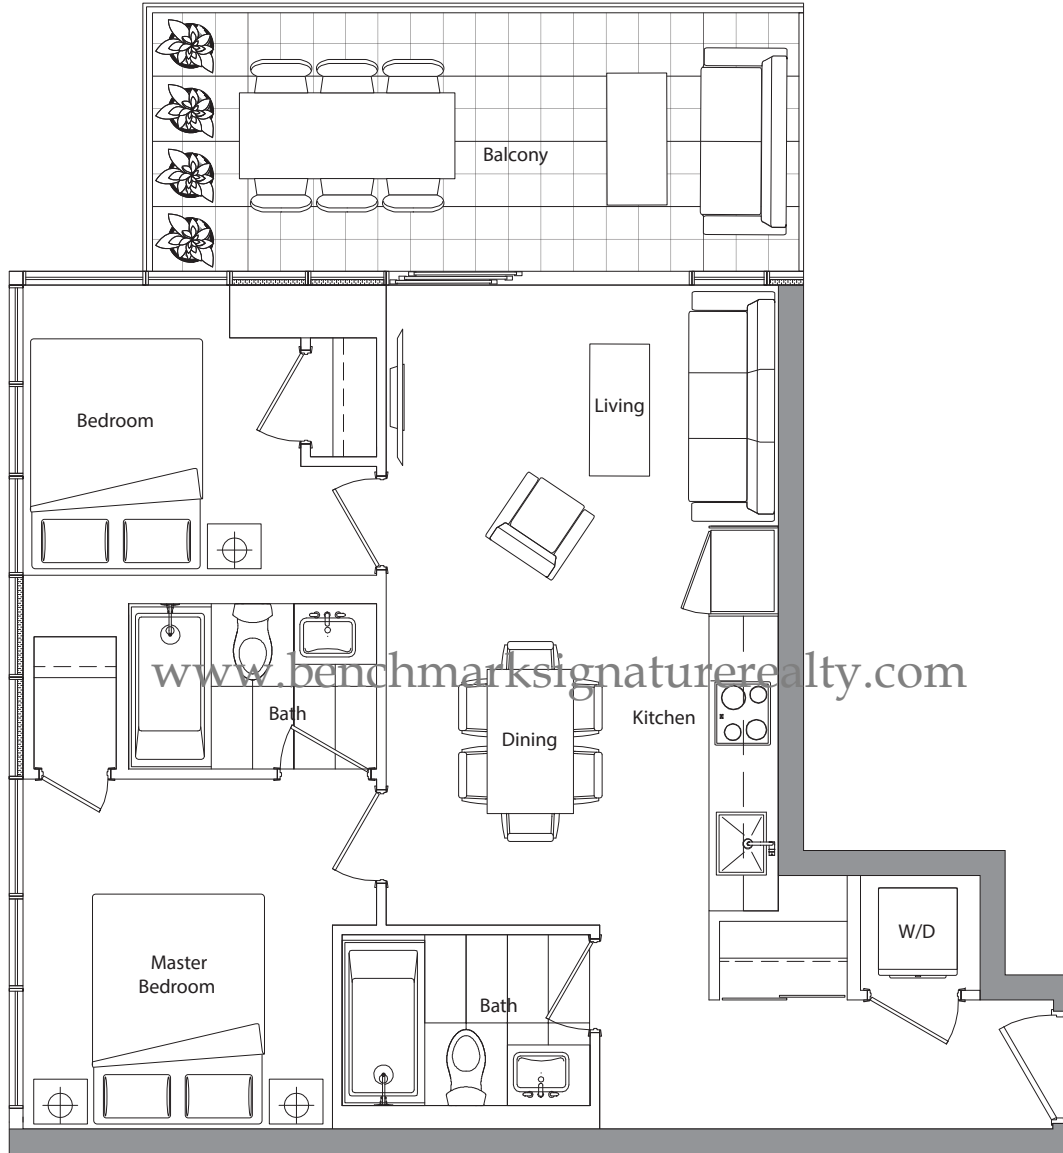 Balcony
Living
Bedroom
www.benchmarksignaturerealty.com
Bath
Kitchen
Dining
W/D
Master
Bedroom
Bath